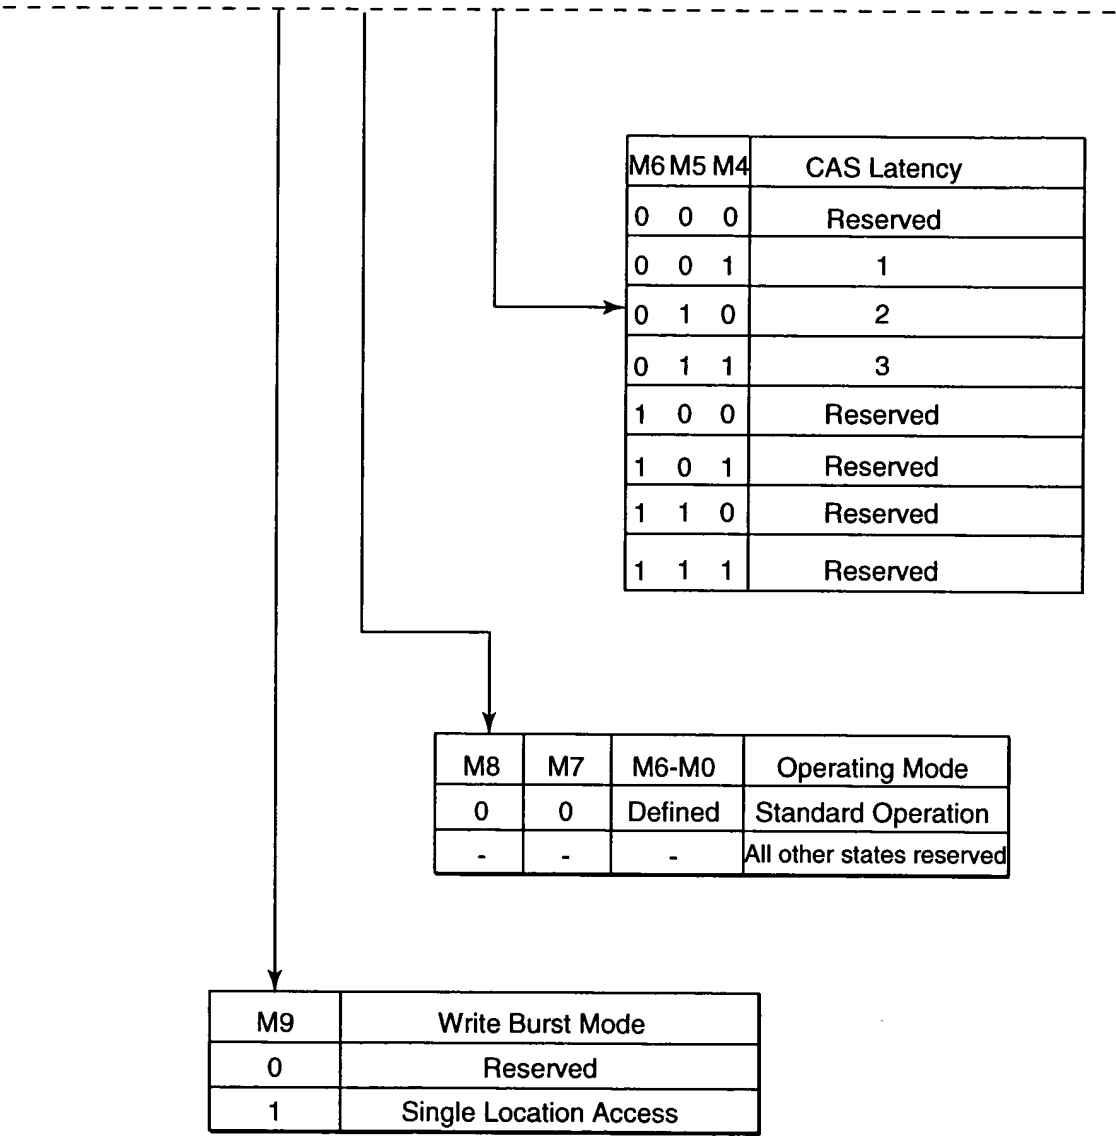 M6 M5 M4 CAS Latency
0 0 0 Reserved
0 0 1 1
0 1 0 2
0 1 1 3
1 0 0 Reserved
1 0 1 Reserved
1 1 0 Reserved
1 1 1 Reserved
M8 M7 M6-M0 Operating Mode
0 0 Defined Standard Operation
- - - All other states reserved
M9 Write Burst Mode
0 Reserved
1 Single Location Access